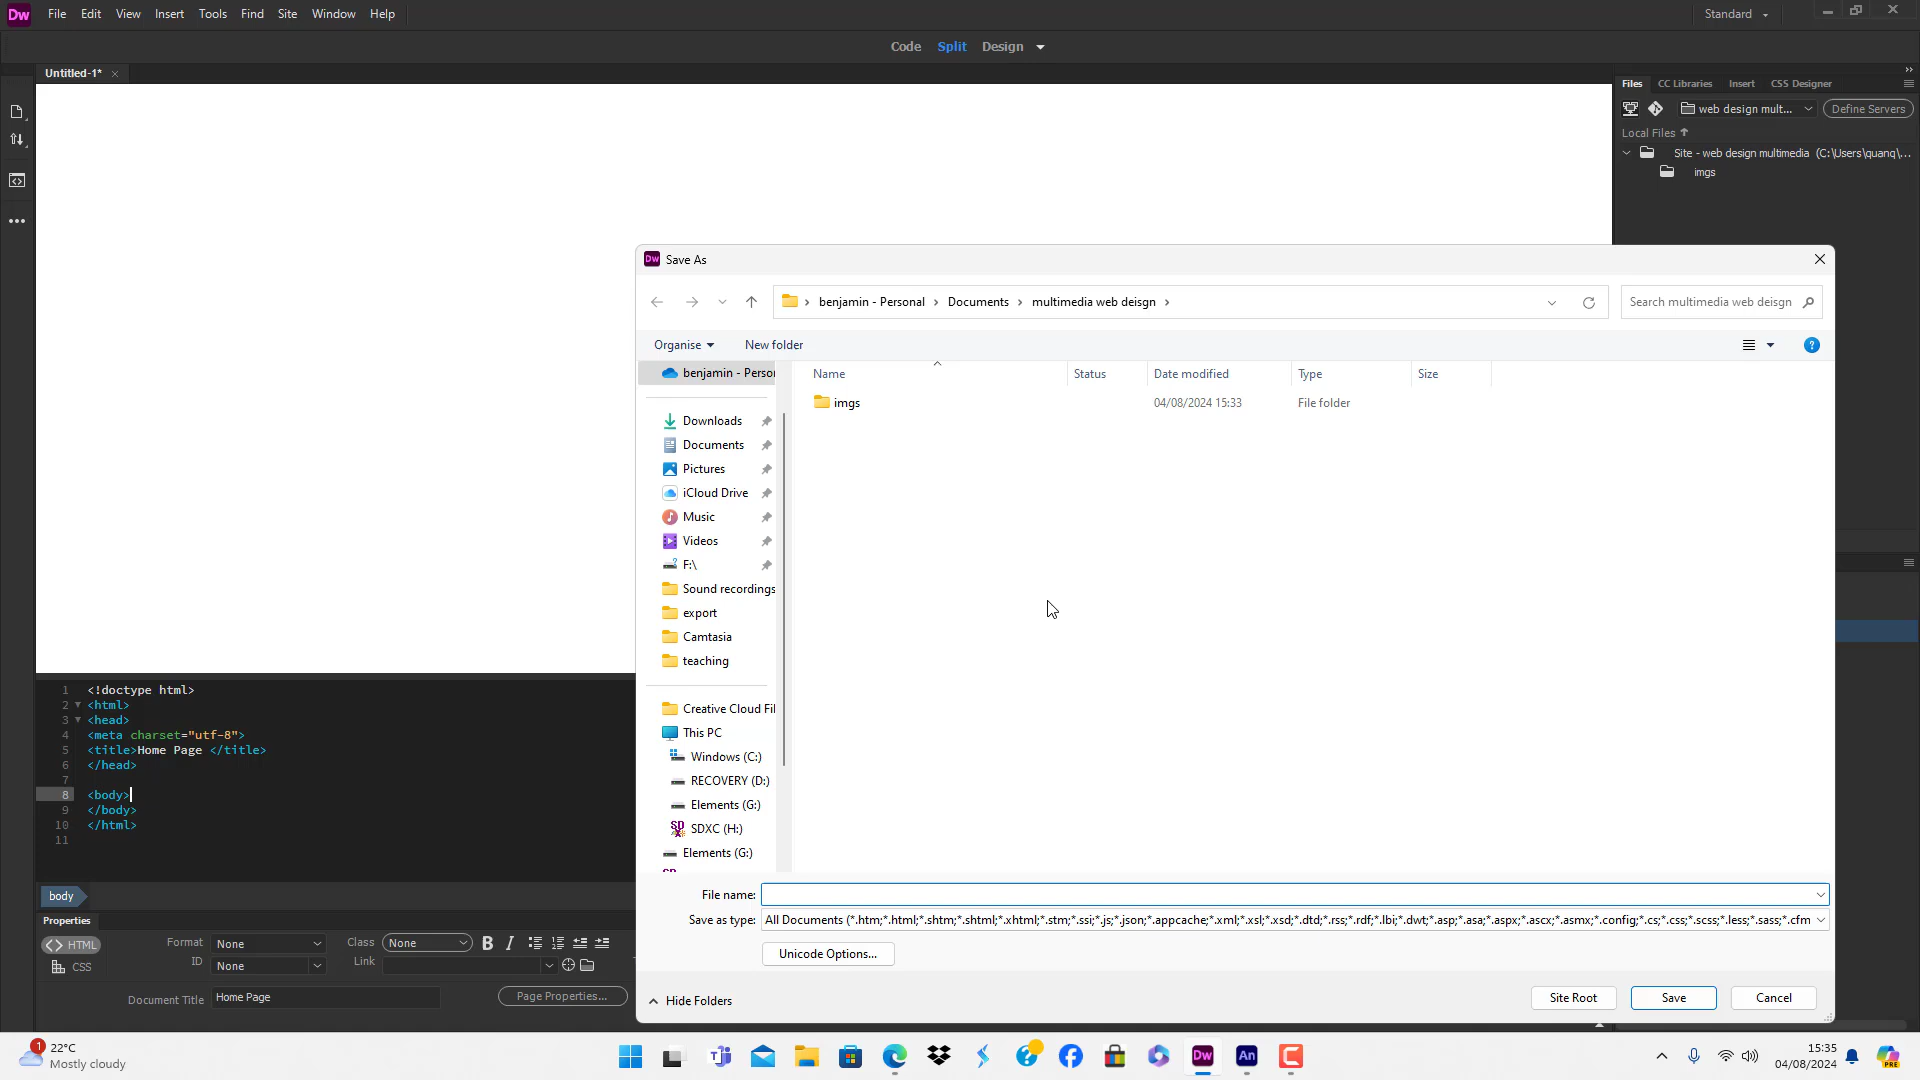 Dw File Edit View Insert Tools Find Site Window Help Standard
Code Split Design
Untitled-1*
Files CC Libraries Insert CSS Designer
web design mult... Define Servers
Local Files
Site - web design multimedia (C:\Users\quanq\...
imgs
Dw Save As
benjamin - Personal > Documents > multimedia web deisgn >
Search multimedia web deisgn
Organise New folder
benjamin - Persor
Name Status Date modified Type Size
imgs 04/08/2024 15:33 File folder
Downloads
Documents
Pictures
iCloud Drive
Music
Videos
F:\
Sound recordings
export
Camtasia
teaching
Creative Cloud Fil
This PC
Windows (C:)
RECOVERY (D:)
Elements (G:)
SDXC (H:)
Elements (G:)
1 <!doctype html>
2 <html>
3 <head>
4 <meta charset="utf-8">
5 <title>Home Page </title>
6 </head>
7
8 <body>
9 </body>
10 </html>
11
body
File name:
Save as type: All Documents (*.htm;*.html;*.shtm;*.shtml;*.xhtml;*.stm;*.ssi;*.js;*.json;*.appcache;*.xml;*.xsl;*.xsd;*.dtd;*.rss;*.rdf;*.lbi;*.dwt;*.asp;*.asa;*.aspx;*.ascx;*.asmx;*.config;*.cs;*.css;*.scss;*.less;*.sass;*.cfm
Unicode Options...
Hide Folders Site Root Save Cancel
Properties
<> HTML Format None Class None B I
CSS ID None Link
Document Title Home Page Page Properties...
1 22°C
Mostly cloudy
Dw An
15:35
04/08/2024
PRE